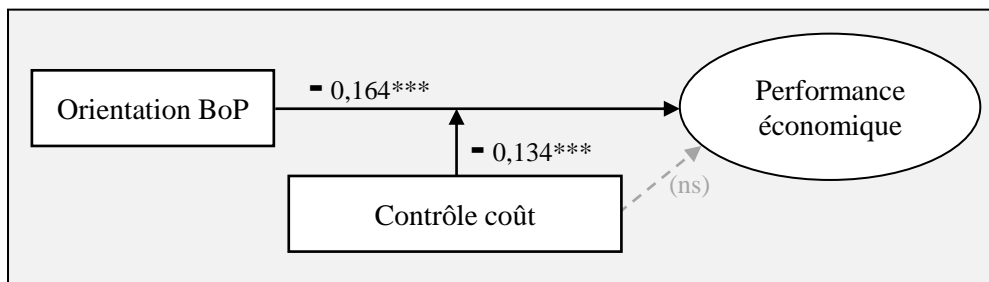 - 0,164***
Orientation BoP
Performance
économique
- 0,134***
(ns)
Contrôle coût